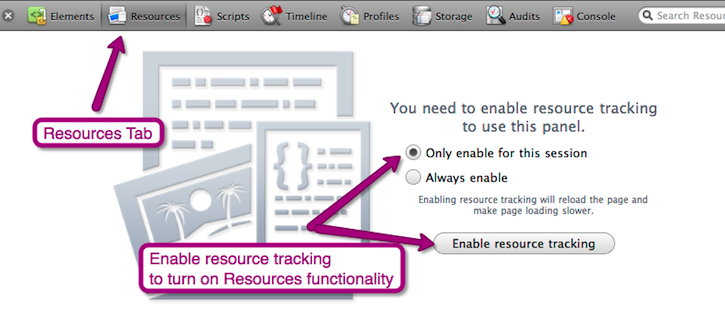 Elements Resources Scripts Timeline Profiles Storage Audits Console Search Resou
Resources Tab
You need to enable resource tracking
to use this panel.
Only enable for this session
Always enable
Enabling resource tracking will reload the page and
make page loading slower.
Enable resource tracking
Enable resource tracking
to turn on Resources functionality